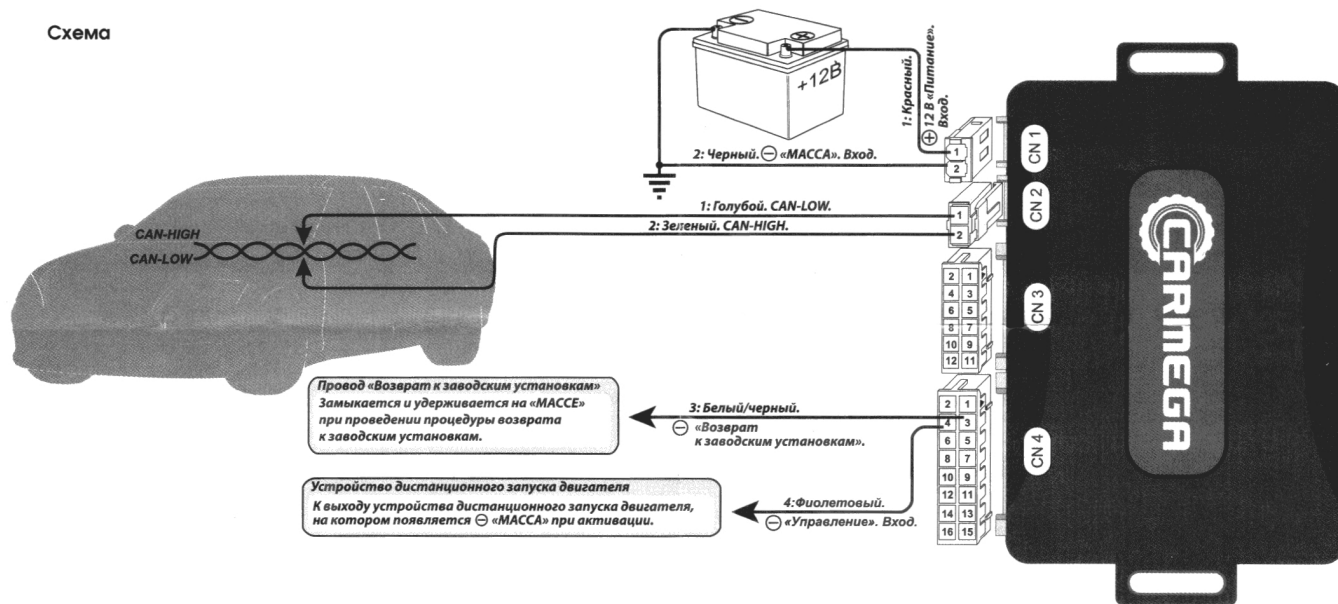 Схема
+12В
1: Красный.
⊕ 12 В «Питание».
Вход.
2: Черный. ⊖ «МАССА». Вход.
1
2
CN 1
1: Голубой. CAN-LOW.
2: Зеленый. CAN-HIGH.
1
2
CN 2
CAN-HIGH
CAN-LOW
2 1
4 3
6 5
8 7
10 9
12 11
CN 3
CARMEGA
Провод «Возврат к заводским установкам»
Замыкается и удерживается на «МАССЕ»
при проведении процедуры возврата
к заводским установкам.
3: Белый/черный.
⊖ «Возврат
к заводским установкам».
2 1
4 3
6 5
8 7
10 9
12 11
14 13
16 15
CN 4
Устройство дистанционного запуска двигателя
К выходу устройства дистанционного запуска двигателя,
на котором появляется ⊖ «МАССА» при активации.
4:Фиолетовый.
⊖ «Управление». Вход.